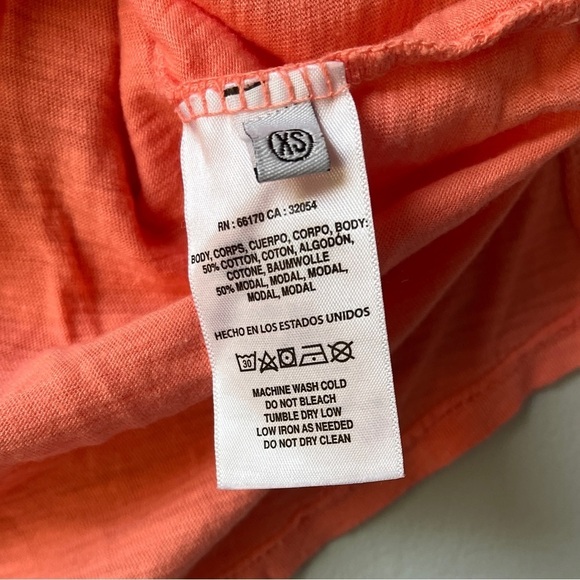 XS
RN : 66170 CA : 32054
BODY, CORPS, CUERPO, CORPO, BODY:
50% COTTON, COTON, ALGODÓN,
COTONE, BAUMWOLLE
50% MODAL, MODAL, MODAL,
MODAL, MODAL
HECHO EN LOS ESTADOS UNIDOS
30
MACHINE WASH COLD
DO NOT BLEACH
TUMBLE DRY LOW
LOW IRON AS NEEDED
DO NOT DRY CLEAN